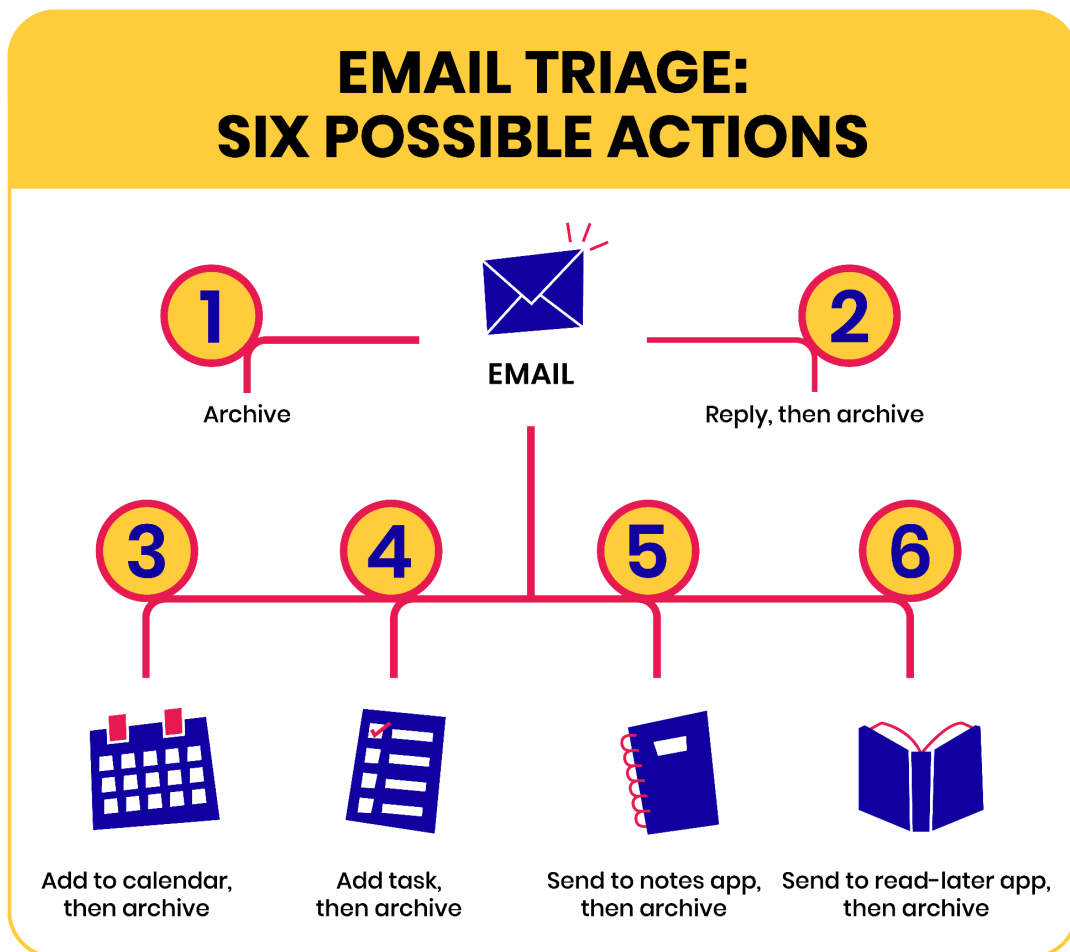 EMAIL TRIAGE:
SIX POSSIBLE ACTIONS
1
2
EMAIL
Archive
Reply, then archive
3
4
5
6
Add to calendar,
then archive
Add task,
then archive
Send to notes app,
then archive
Send to read-later app,
then archive